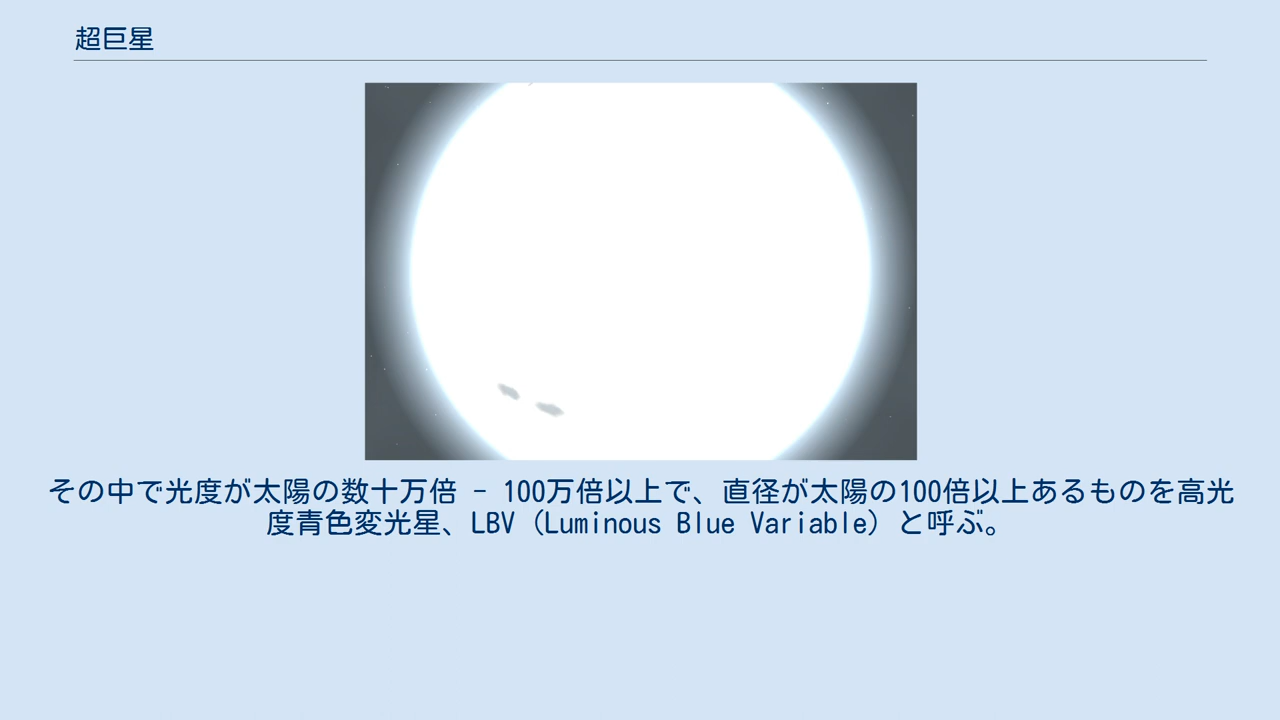 超巨星
その中で光度が太陽の数十万倍 - 100万倍以上で、直径が太陽の100倍以上あるものを高光
度青色変光星、LBV（Luminous Blue Variable）と呼ぶ。